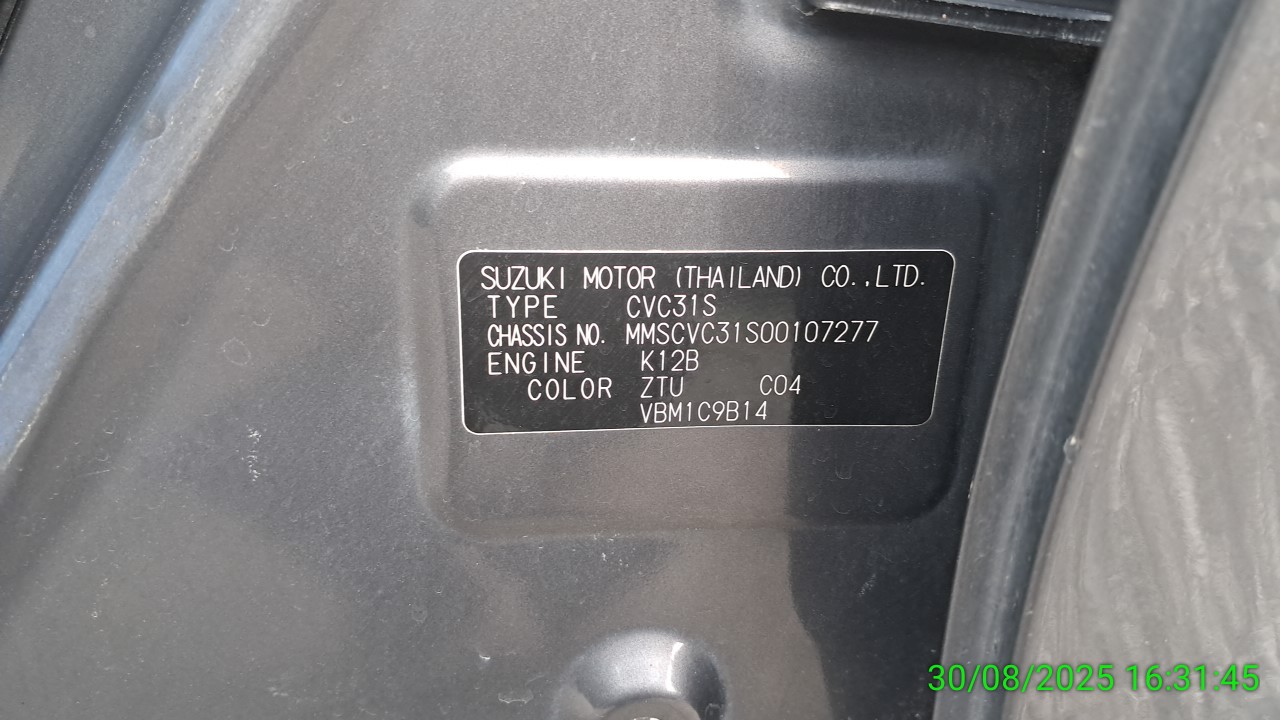 SUZUKI MOTOR (THAILAND) CO.,LTD.
TYPE CVC31S
CHASSIS NO. MMSCVC31S00107277
ENGINE K12B
COLOR ZTU C04
VBM1C9B14
30/08/2025 16:31:45